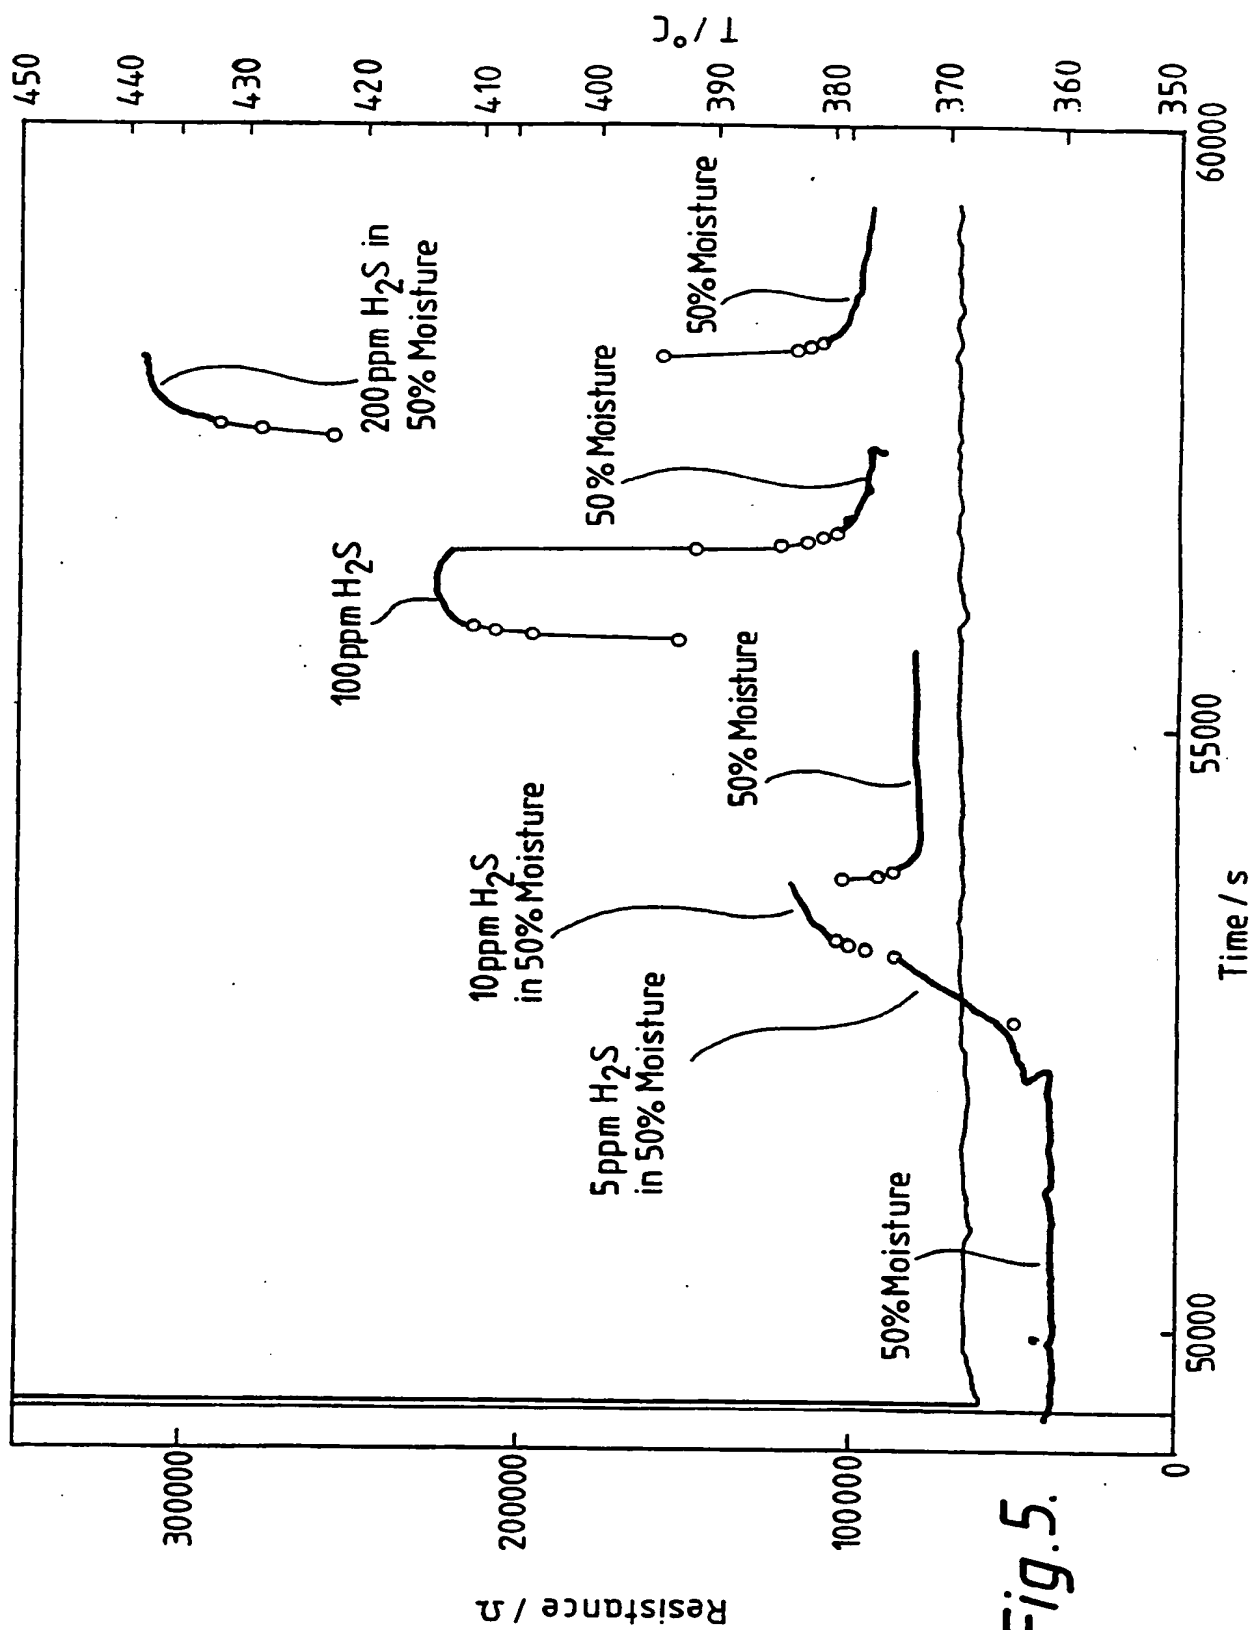 Resistance / Ω
300000
200000
100000
0
50000
55000
60000
Time / s
T / °C
450
440
430
420
410
400
390
380
370
360
350
50% Moisture
5ppm H2S
in 50% Moisture
10ppm H2S
in 50% Moisture
50% Moisture
100ppm H2S
50% Moisture
200ppm H2S in
50% Moisture
50% Moisture
Fig.5.